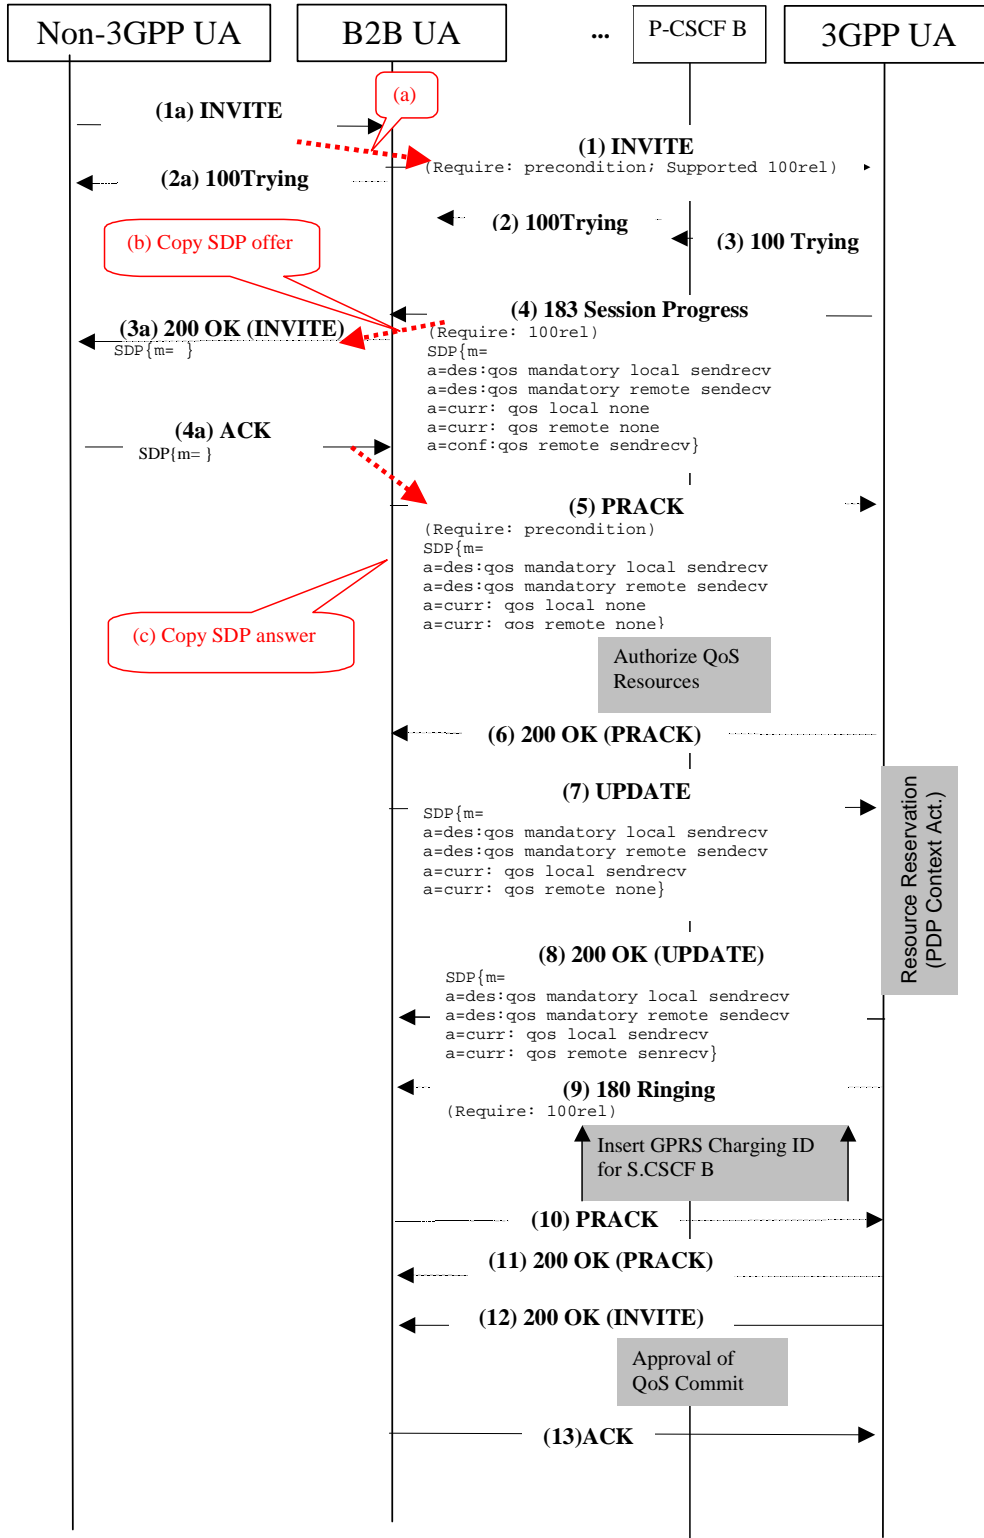 Non-3GPP UA
B2B UA
...
P-CSCF B
3GPP UA
(a)
(1a) INVITE
(1) INVITE
(Require: precondition; Supported 100rel)
(2a) 100Trying
(2) 100Trying
(3) 100 Trying
(b) Copy SDP offer
(4) 183 Session Progress
(3a) 200 OK (INVITE)
SDP{m= }
(Require: 100rel)
SDP{m=
a=des:qos mandatory local sendrecv
a=des:qos mandatory remote sendrecv
a=curr: qos local none
a=curr: qos remote none
a=conf:qos remote sendrecv}
(4a) ACK
SDP{m= }
(5) PRACK
(Require: precondition)
SDP{m=
a=des:qos mandatory local sendrecv
a=des:qos mandatory remote sendecv
a=curr: qos local none
a=curr: qos remote none}
(c) Copy SDP answer
Authorize QoS
Resources
(6) 200 OK (PRACK)
(7) UPDATE
SDP{m=
a=des:qos mandatory local sendrecv
a=des:qos mandatory remote sendecv
a=curr: qos local sendrecv
a=curr: qos remote none}
Resource Reservation
(PDP Context Act.)
(8) 200 OK (UPDATE)
SDP{m=
a=des:qos mandatory local sendrecv
a=des:qos mandatory remote sendecv
a=curr: qos local sendrecv
a=curr: qos remote senrecv}
(9) 180 Ringing
(Require: 100rel)
Insert GPRS Charging ID
for S.CSCF B
(10) PRACK
(11) 200 OK (PRACK)
(12) 200 OK (INVITE)
Approval of
QoS Commit
(13)ACK